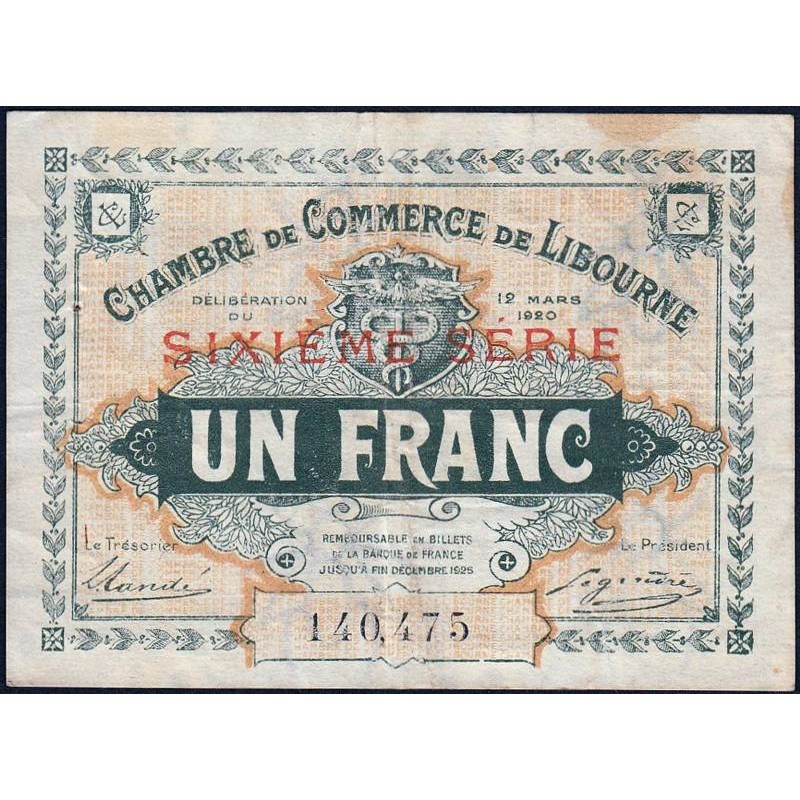 CHAMBRE DE COMMERCE DE LIBOURNE
DÉLIBÉRATION DU 12 MARS 1920
SIXIÈME SÉRIE
UN FRANC
REMBOURSABLE EN BILLETS
DE LA BANQUE DE FRANCE
JUSQU'À FIN DÉCEMBRE 1925
Le Trésorier
Le Président
140,475